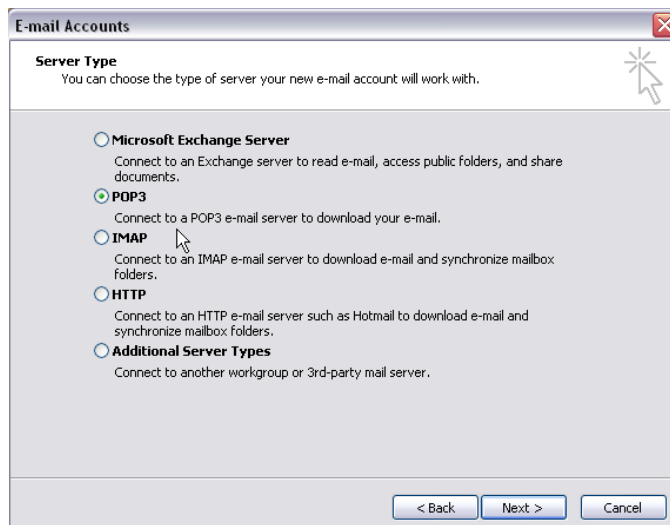 E-mail Accounts
Server Type
You can choose the type of server your new e-mail account will work with.
Microsoft Exchange Server
Connect to an Exchange server to read e-mail, access public folders, and share
documents.
POP3
Connect to a POP3 e-mail server to download your e-mail.
IMAP
Connect to an IMAP e-mail server to download e-mail and synchronize mailbox
folders.
HTTP
Connect to an HTTP e-mail server such as Hotmail to download e-mail and
synchronize mailbox folders.
Additional Server Types
Connect to another workgroup or 3rd-party mail server.
< Back Next > Cancel